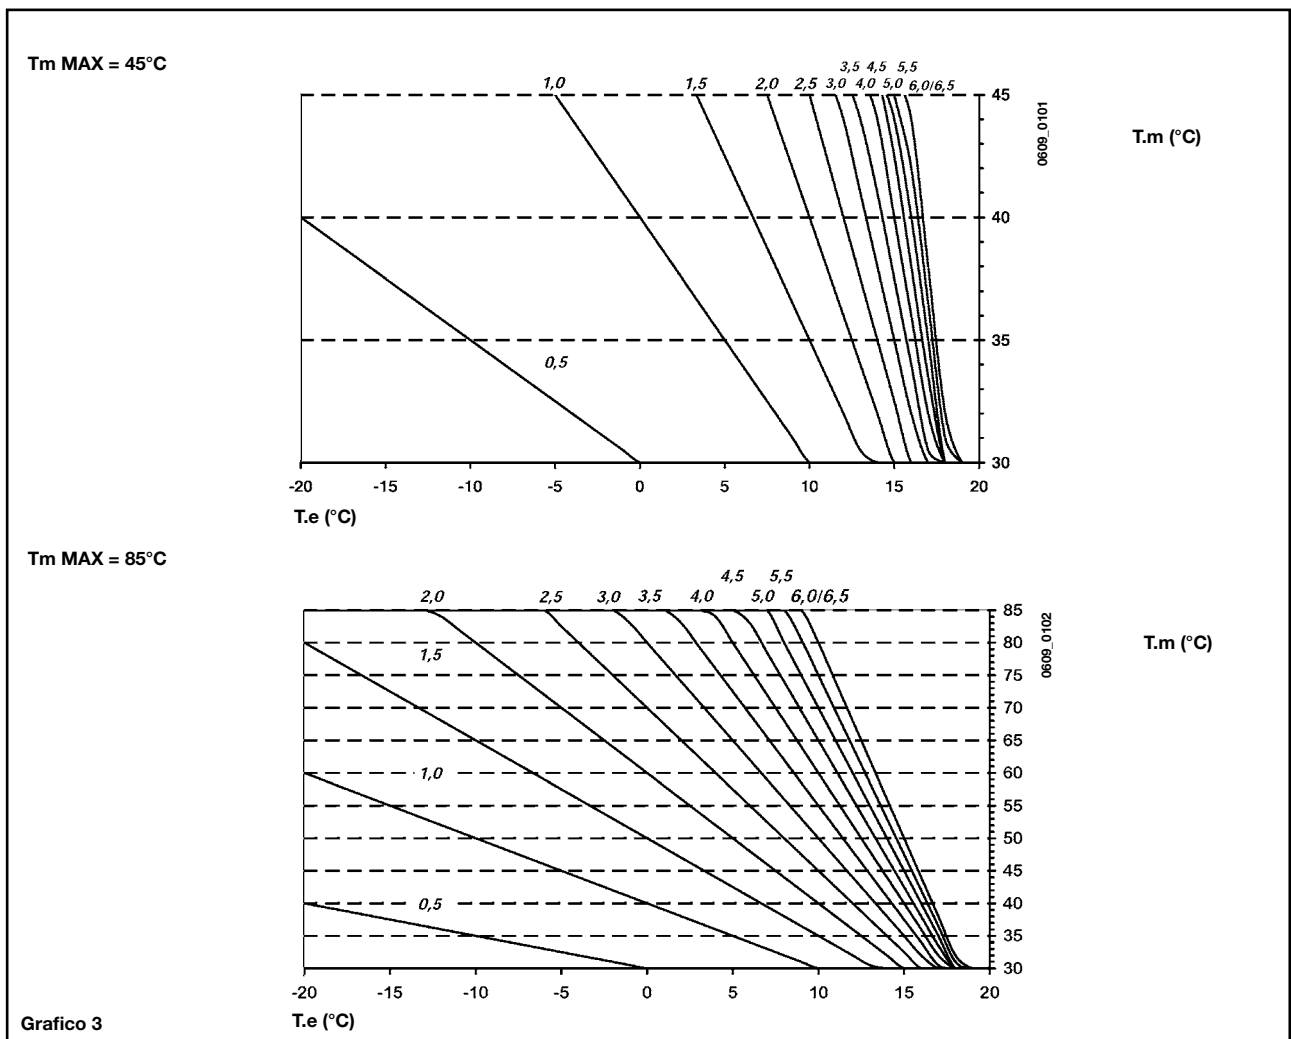 Tm MAX = 45°C
3,5 4,5 5,5
1,0 1,5 2,0 2,5 3,0 4,0 5,0 6,0/6,5
45
40
35
30
0,5
0609_0101
T.m (°C)
-20 -15 -10 -5 0 5 10 15 20
T.e (°C)
Tm MAX = 85°C
4,5 5,5
2,0 2,5 3,0 3,5 4,0 5,0 6,0/6,5
85
80
75
70
65
60
55
50
45
40
35
30
1,5
1,0
0,5
0609_0102
T.m (°C)
-20 -15 -10 -5 0 5 10 15 20
T.e (°C)
Grafico 3